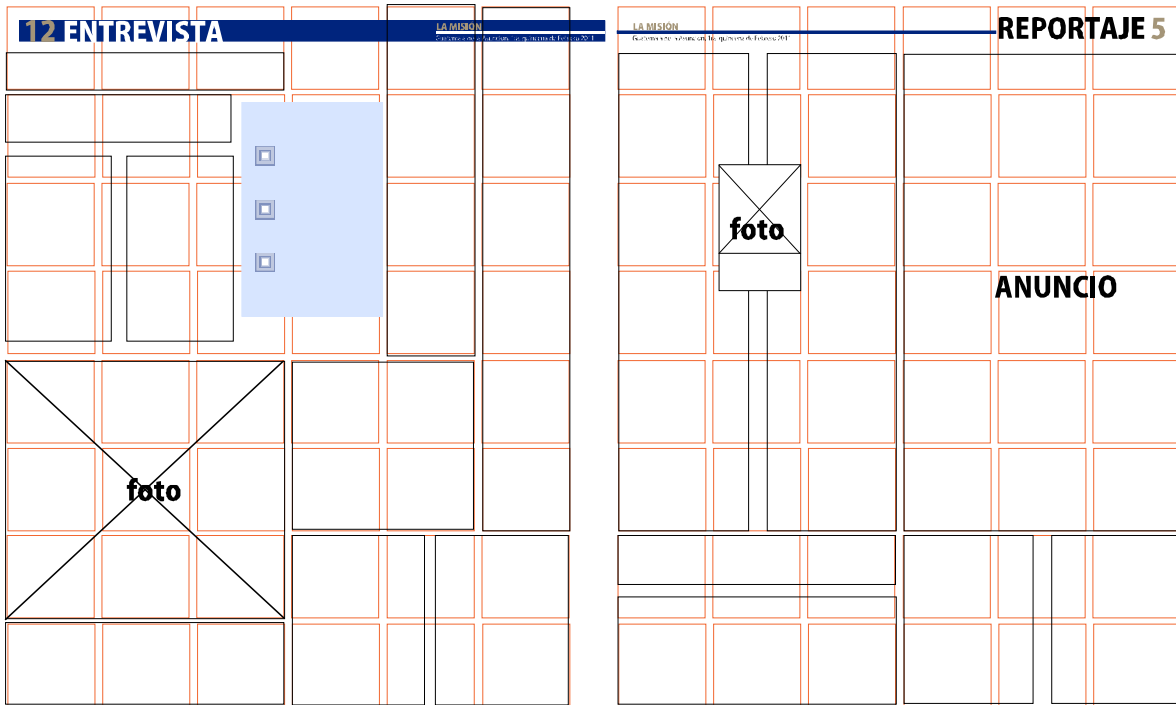 12 ENTREVISTA
LA MISIÓN
foto
LA MISIÓN
REPORTAJE 5
foto
ANUNCIO